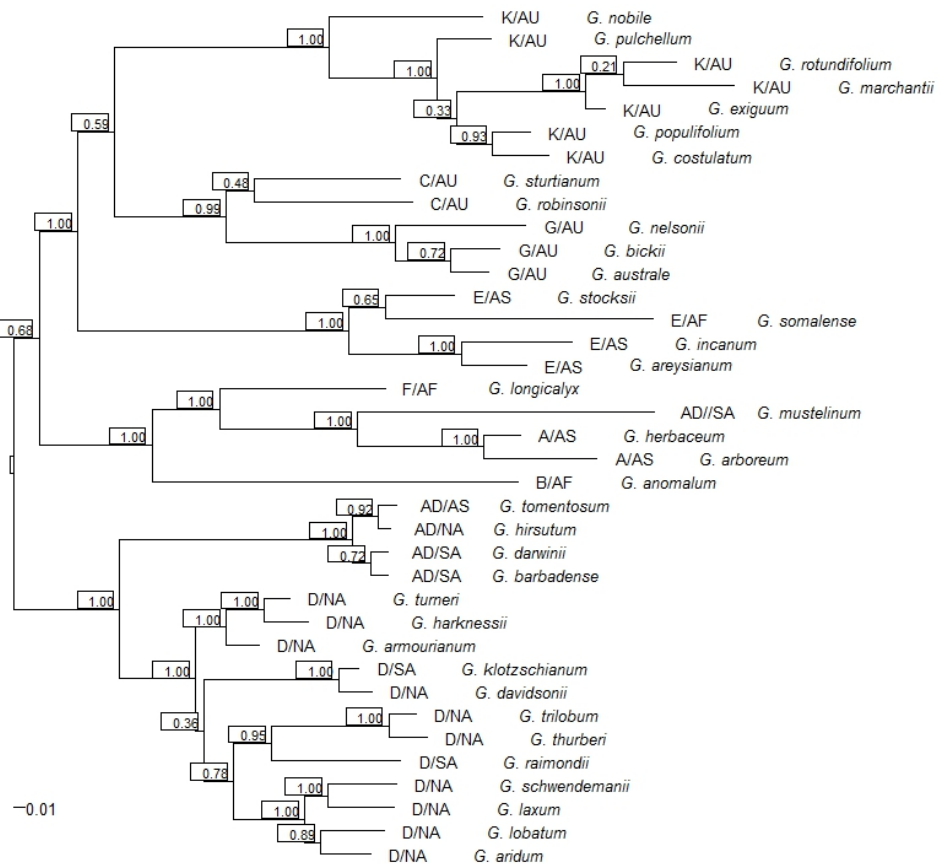 K/AU G. nobile
1.00
K/AU G. pulchellum
0.21 K/AU G. rotundifolium
1.00
1.00 K/AU G. marchantii
0.33 K/AU G. exiguum
0.59
0.93 K/AU G. populifolium
K/AU G. costulatum
0.48 C/AU G. sturtianum
0.99 C/AU G. robinsonii
1.00 G/AU G. nelsonii
1.00
0.72 G/AU G. bickii
G/AU G. australe
0.65 E/AS G. stocksii
1.00 E/AF G. somalense
0.68
1.00 E/AS G. incanum
E/AS G. areysianum
F/AF G. longicalyx
1.00
1.00 AD//SA G. mustelinum
1.00 1.00 A/AS G. herbaceum
A/AS G. arboreum
B/AF G. anomalum
0.92 AD/AS G. tomentosum
1.00 AD/NA G. hirsutum
0.72 AD/SA G. darwinii
AD/SA G. barbadense
1.00 1.00 D/NA G. turneri
1.00 D/NA G. harknessii
D/NA G. armourianum
1.00 1.00 D/SA G. klotzschianum
D/NA G. davidsonii
0.36 1.00 D/NA G. trilobum
0.95 D/NA G. thurberi
D/SA G. raimondii
0.78
1.00 D/NA G. schwendemanii
0.01 1.00 D/NA G. laxum
0.89 D/NA G. lobatum
D/NA G. aridum